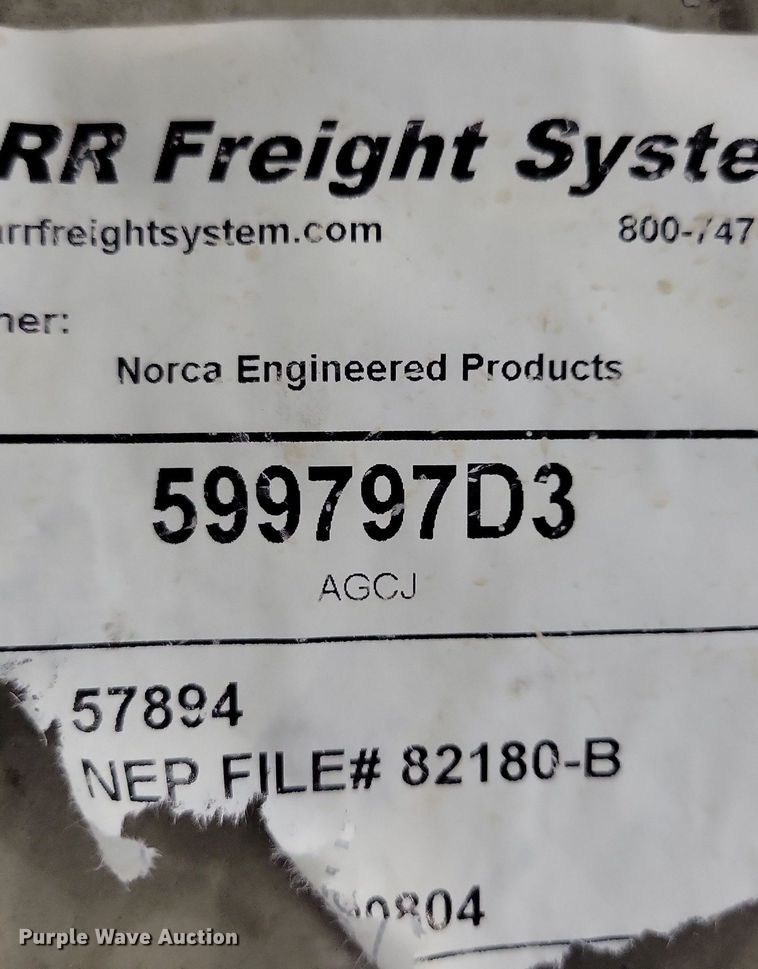 RR Freight Syste
rrfreightsystem.com 800-747
ner:
Norca Engineered Products
599797D3
AGCJ
57894
NEP FILE# 82180-B
0804
Purple Wave Auction